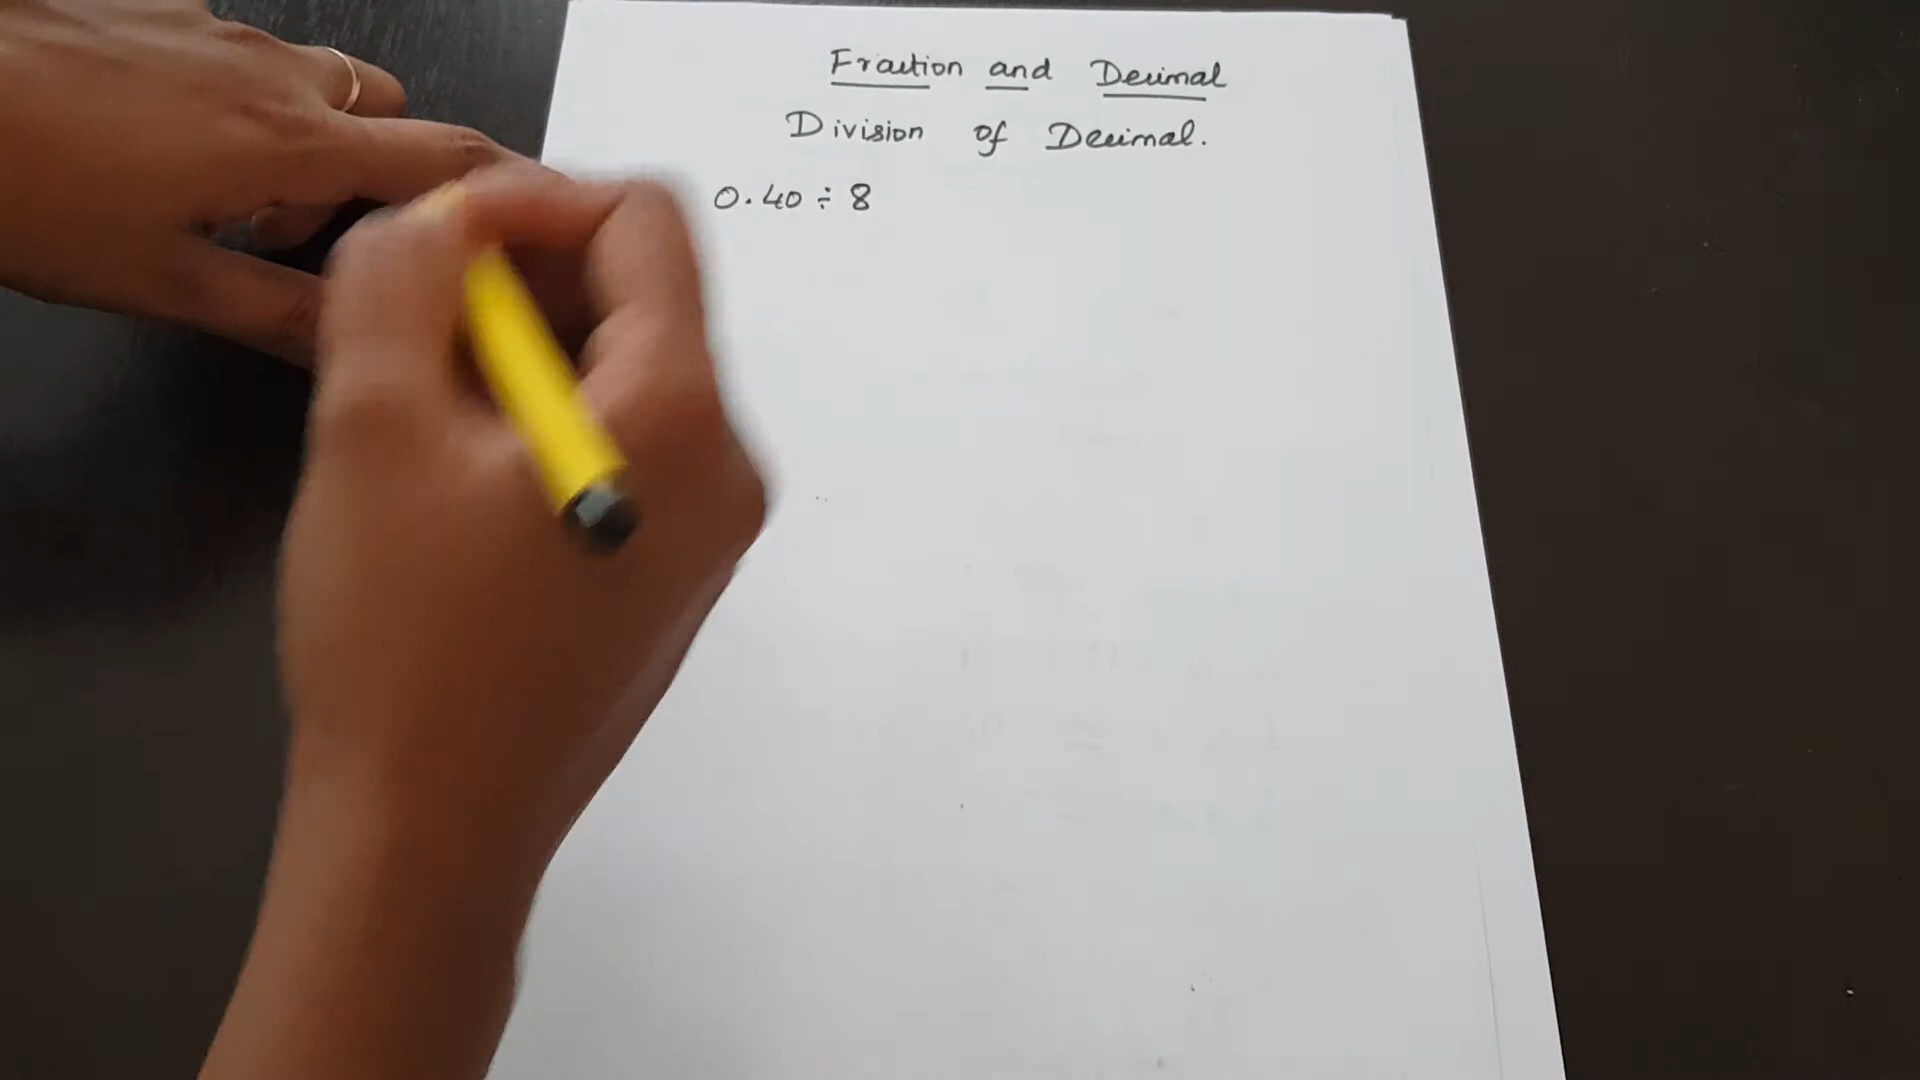 Fraction and Decimal
Division of Decimal.
0.40 ÷ 8